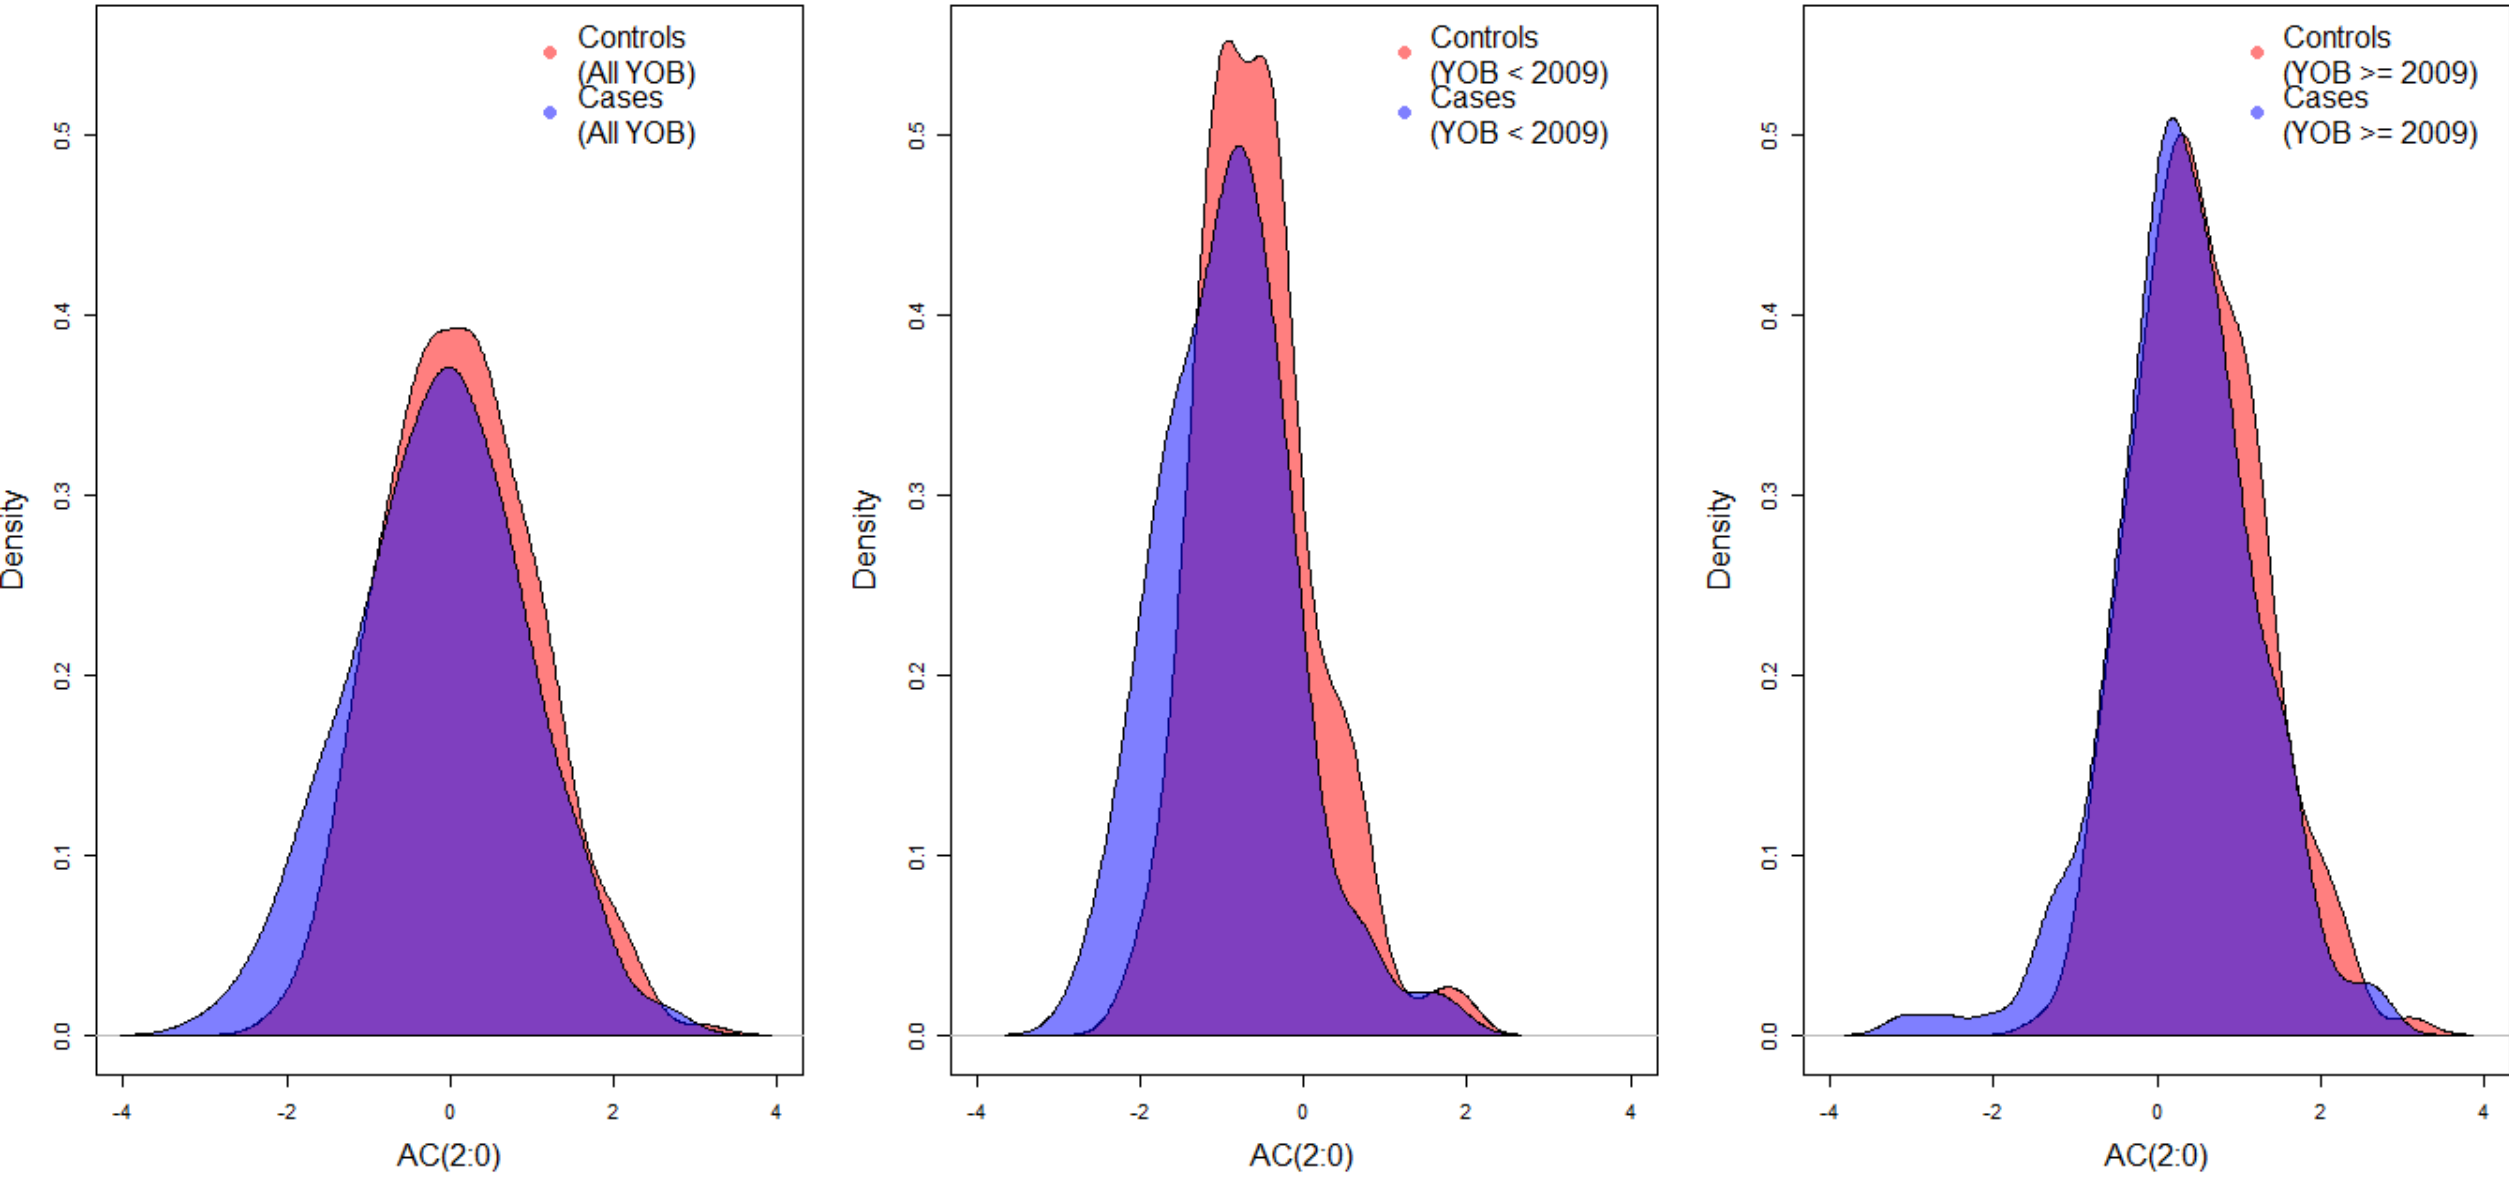 Controls
(All YOB)
Cases
(All YOB)
Density
0.0
0.1
0.2
0.3
0.4
0.5
-4
-2
0
2
4
AC(2:0)
Controls
(YOB < 2009)
Cases
(YOB < 2009)
Density
0.0
0.1
0.2
0.3
0.4
0.5
-4
-2
0
2
4
AC(2:0)
Controls
(YOB >= 2009)
Cases
(YOB >= 2009)
Density
0.0
0.1
0.2
0.3
0.4
0.5
-4
-2
0
2
4
AC(2:0)